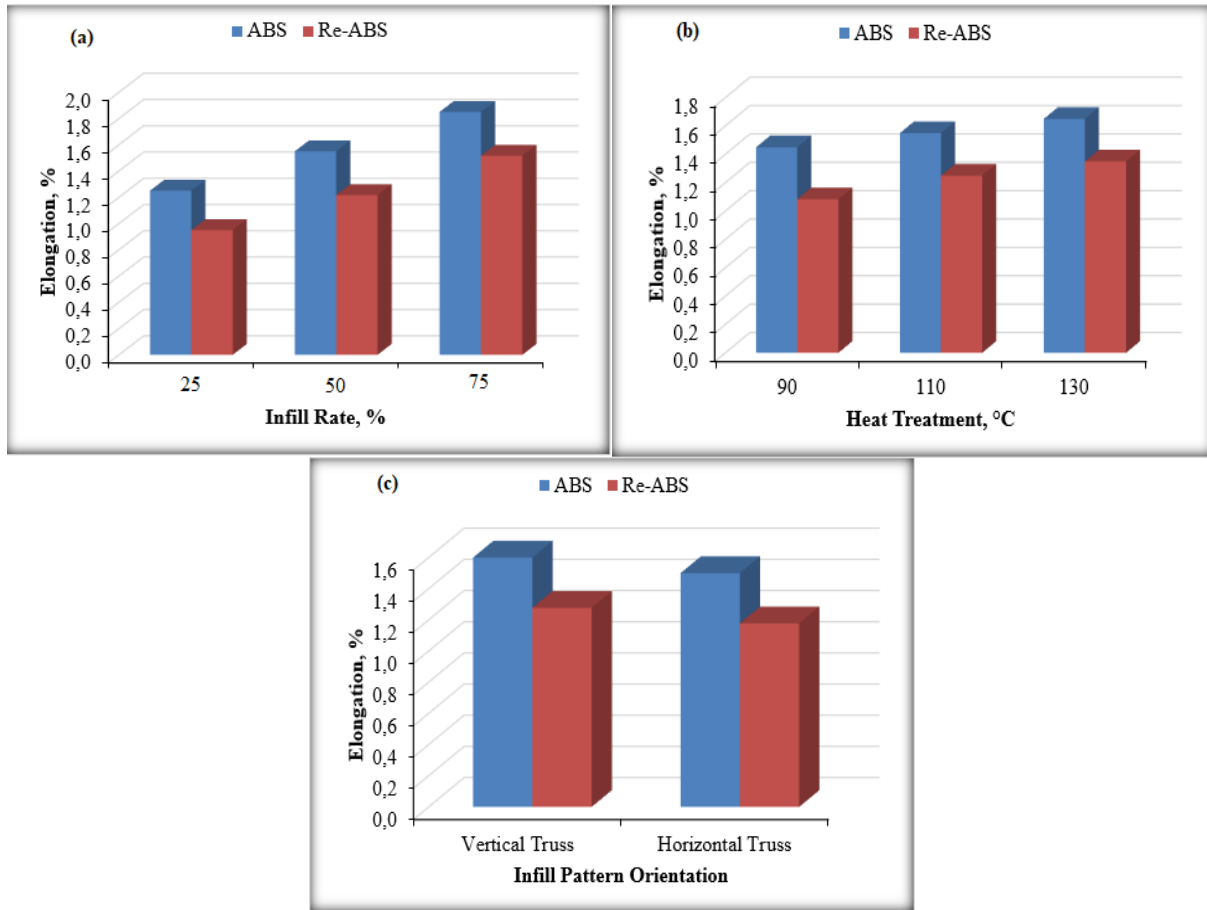 (a)
ABS Re-ABS
2,0
1,8
1,6
1,4
1,2
1,0
0,8
0,6
0,4
0,2
0,0
Elongation, %
25 50 75
Infill Rate, %
(b)
ABS Re-ABS
1,8
1,6
1,4
1,2
1,0
0,8
0,6
0,4
0,2
0,0
Elongation, %
90 110 130
Heat Treatment, °C
(c)
ABS Re-ABS
1,6
1,4
1,2
1,0
0,8
0,6
0,4
0,2
0,0
Elongation, %
Vertical Truss Horizontal Truss
Infill Pattern Orientation